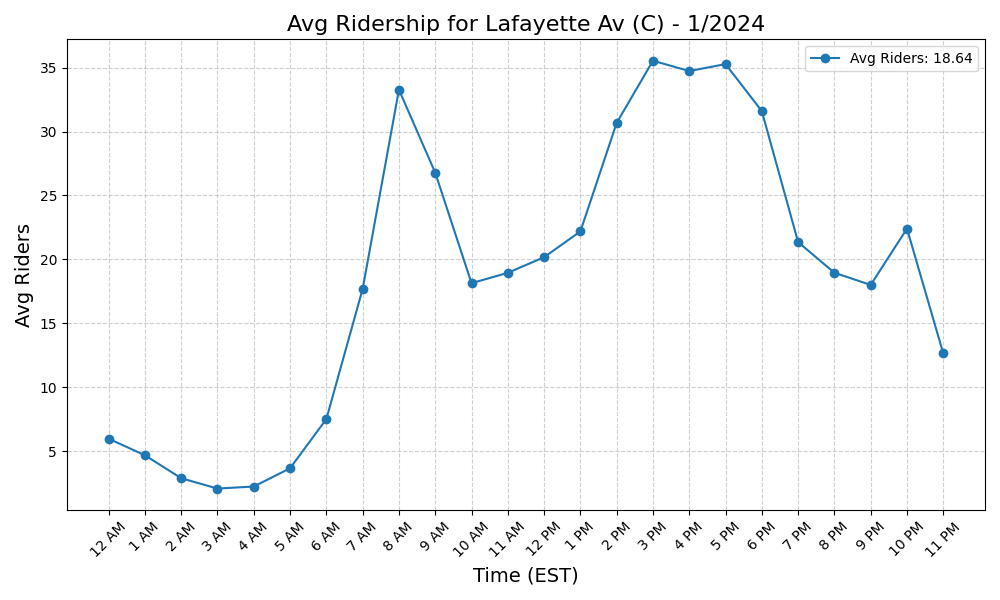 Avg Ridership for Lafayette Av (C) - 1/2024
Avg Riders: 18.64
Avg Riders
35
30
25
20
15
10
5
12 AM
1 AM
2 AM
3 AM
4 AM
5 AM
6 AM
7 AM
8 AM
9 AM
10 AM
11 AM
12 PM
1 PM
2 PM
3 PM
4 PM
5 PM
6 PM
7 PM
8 PM
9 PM
10 PM
11 PM
Time (EST)